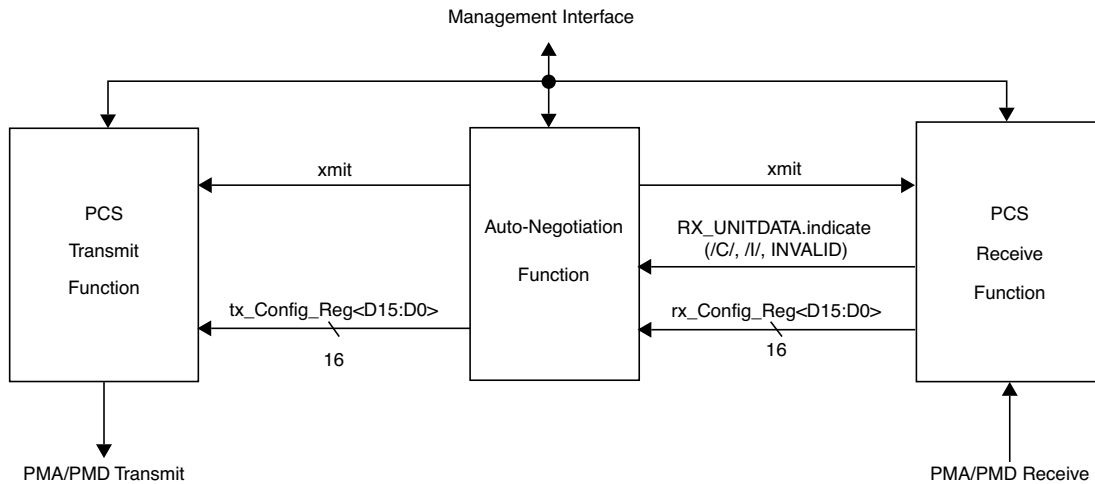 Management Interface
xmit
xmit
PCS
Transmit
Function
Auto-Negotiation
Function
RX_UNITDATA.indicate
(/C/, /I/, INVALID)
PCS
Receive
Function
tx_Config_Reg<D15:D0>
16
rx_Config_Reg<D15:D0>
16
PMA/PMD Transmit
PMA/PMD Receive